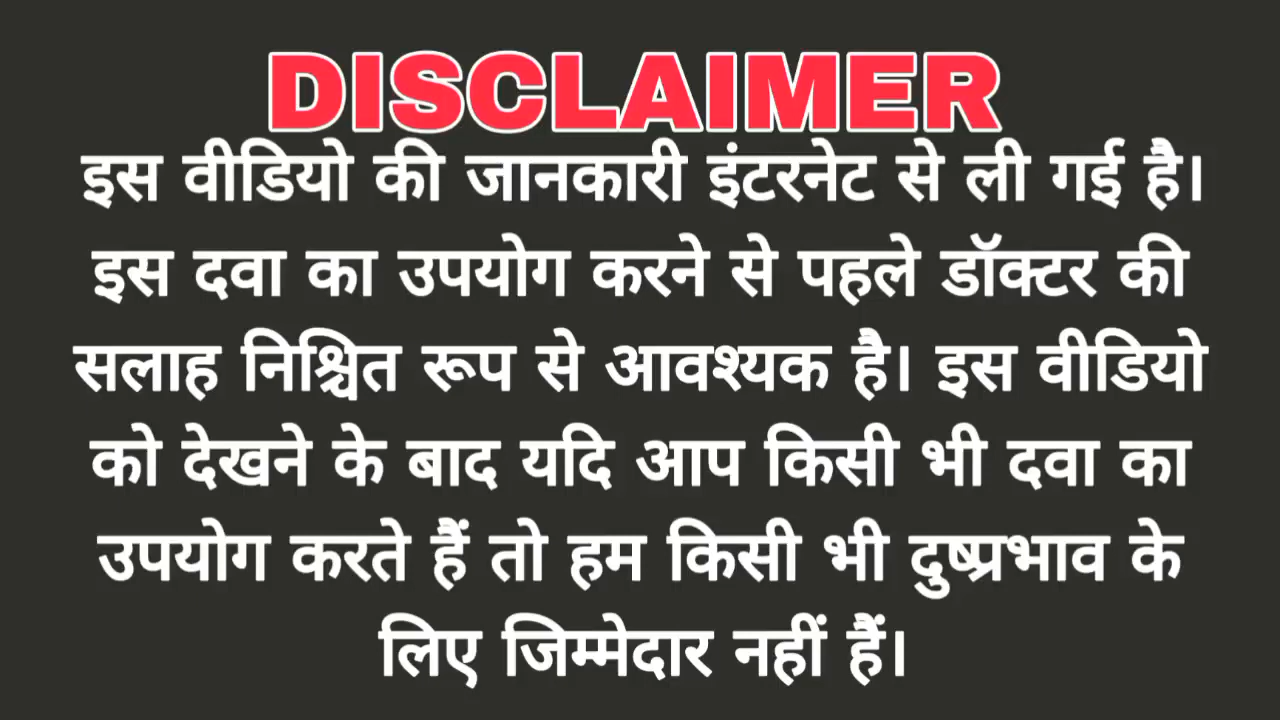 DISCLAIMER
इस वीडियो की जानकारी इंटरनेट से ली गई है।
इस दवा का उपयोग करने से पहले डॉक्टर की
सलाह निश्चित रूप से आवश्यक है। इस वीडियो
को देखने के बाद यदि आप किसी भी दवा का
उपयोग करते हैं तो हम किसी भी दुष्प्रभाव के
लिए जिम्मेदार नहीं हैं।